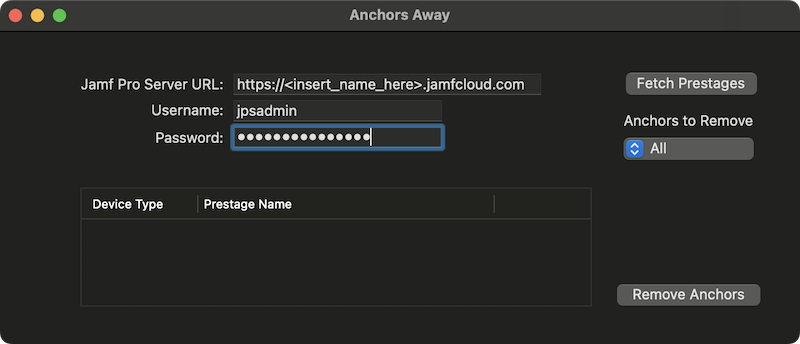 Anchors Away
Jamf Pro Server URL: https://<insert_name_here>.jamfcloud.com
Fetch Prestages
Username: jpsadmin
Anchors to Remove
Password: ●●●●●●●●●●●●●●●
All
Device Type Prestage Name
Remove Anchors